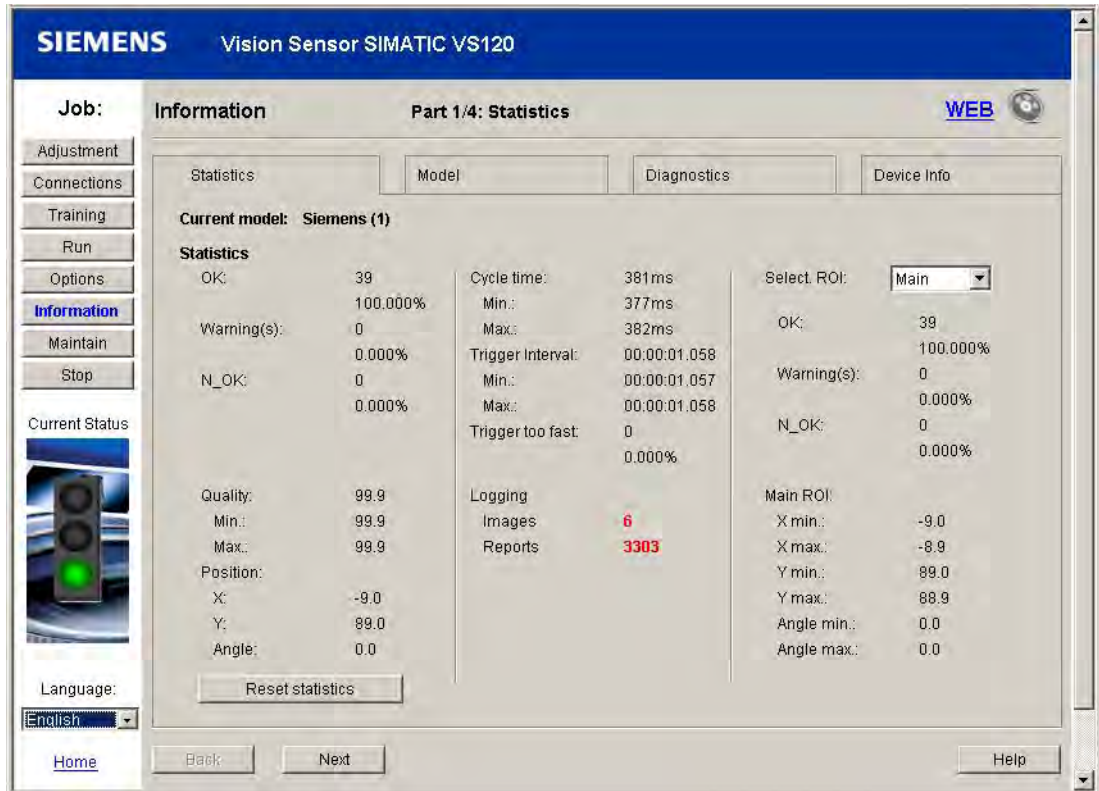 SIEMENS Vision Sensor SIMATIC VS120
Job:
Adjustment
Connections
Training
Run
Options
Information
Maintain
Stop
Current Status
Language:
English
Home
Information Part 1/4: Statistics WEB
Statistics Model Diagnostics Device Info
Current model: Siemens (1)
Statistics
OK: 39
100.000%
Warning(s): 0
0.000%
N_OK: 0
0.000%
Quality: 99.9
Min.: 99.9
Max.: 99.9
Position:
X: -9.0
Y: 89.0
Angle: 0.0
Reset statistics
Cycle time: 381ms
Min.: 377ms
Max.: 382ms
Trigger Interval: 00:00:01.058
Min.: 00:00:01.057
Max.: 00:00:01.058
Trigger too fast: 0
0.000%
Logging
Images 6
Reports 3303
Select. ROI: Main
OK: 39
100.000%
Warning(s): 0
0.000%
N_OK: 0
0.000%
Main ROI:
X min.: -9.0
X max.: -8.9
Y min.: 89.0
Y max.: 88.9
Angle min.: 0.0
Angle max.: 0.0
Back Next Help